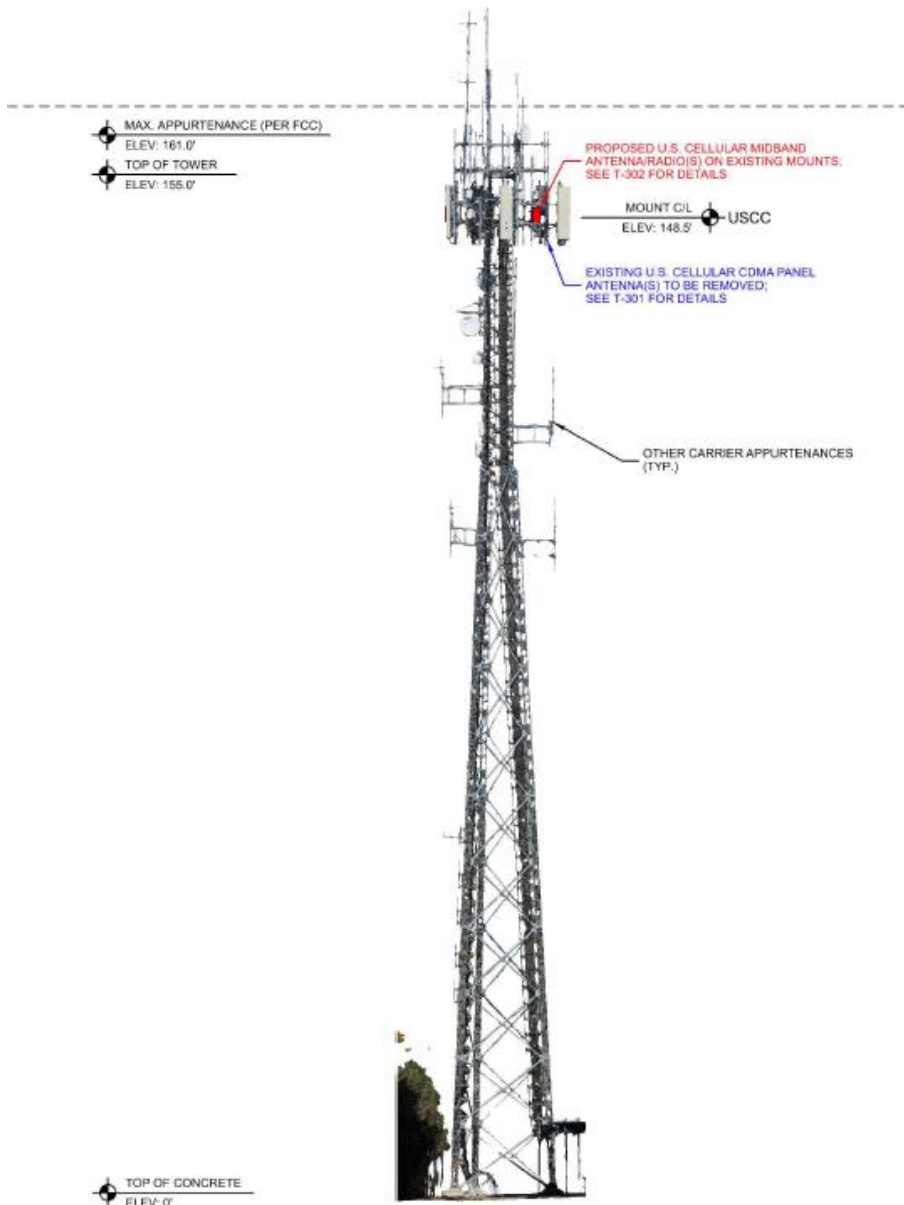 MAX. APPURTENANCE (PER FCC)
ELEV: 161.0'
TOP OF TOWER
ELEV: 155.0'
PROPOSED U.S. CELLULAR MIDBAND
ANTENNA/RADIO(S) ON EXISTING MOUNTS;
SEE T-302 FOR DETAILS
MOUNT C/L
USCC
ELEV: 148.5'
EXISTING U.S. CELLULAR CDMA PANEL
ANTENNA(S) TO BE REMOVED;
SEE T-301 FOR DETAILS
OTHER CARRIER APPURTENANCES
(TYP.)
TOP OF CONCRETE
ELEV: 0'